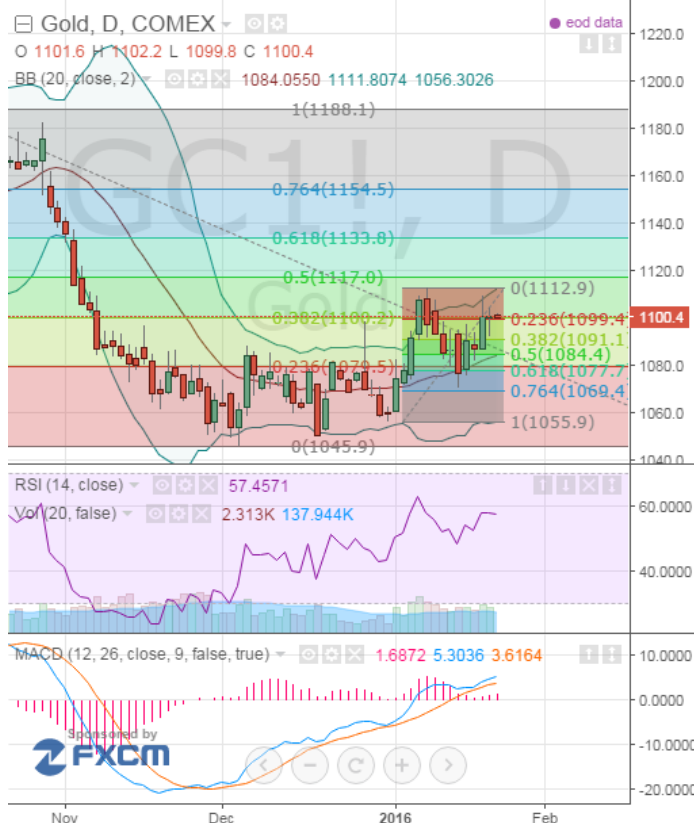 Gold, D, COMEX
eod data
O 1101.6 H 1102.2 L 1099.8 C 1100.4
BB (20, close, 2) 1084.0550 1111.8074 1056.3026
GC1!, D
Gold
1220.0
1200.0
1180.0
1160.0
1140.0
1120.0
1100.4
1080.0
1060.0
1040.0
1(1188.1)
0.764(1154.5)
0.618(1133.8)
0.5(1117.0)
0.382(1100.2)
0.236(1079.5)
0(1045.9)
0(1112.9)
0.236(1099.4)
0.382(1091.1)
0.5(1084.4)
0.618(1077.7)
0.764(1069.4)
1(1055.9)
RSI (14, close) 57.4571
Vol (20, false) 2.313K 137.944K
60.0000
40.0000
MACD (12, 26, close, 9, false, true) 1.6872 5.3036 3.6164
10.0000
0.0000
-10.0000
-20.0000
Sponsored by
FXCM
Nov Dec 2016 Feb